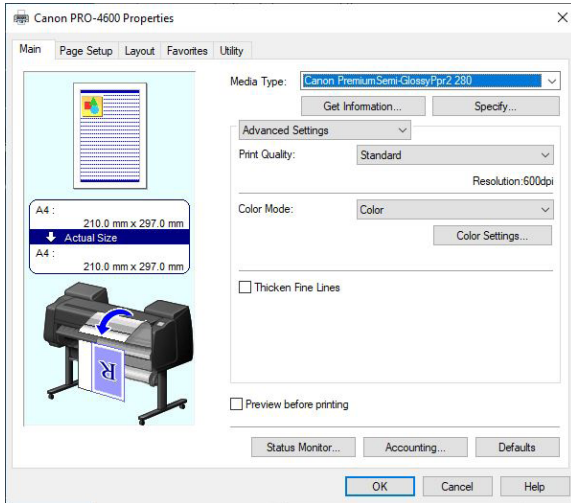 Canon PRO-4600 Properties
Main Page Setup Layout Favorites Utility
Media Type: Canon PremiumSemi-GlossyPpr2 280
Get Information... Specify...
Advanced Settings
Print Quality: Standard
Resolution:600dpi
Color Mode: Color
Color Settings...
Thicken Fine Lines
A4 :
210.0 mm x 297.0 mm
Actual Size
A4 :
210.0 mm x 297.0 mm
R
Preview before printing
Status Monitor... Accounting... Defaults
OK Cancel Help